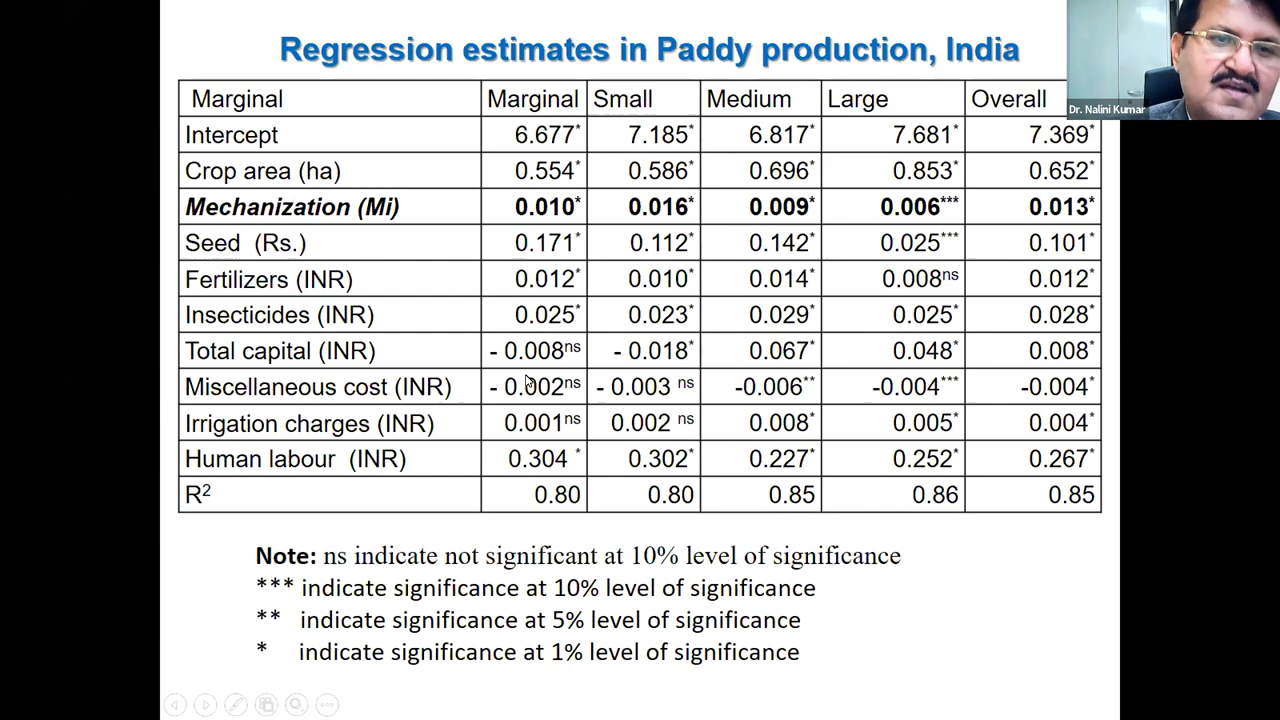 Regression estimates in Paddy production, India
Dr. Nalini Kumar
Marginal Marginal Small Medium Large Overall
Intercept 6.677* 7.185* 6.817* 7.681* 7.369*
Crop area (ha) 0.554* 0.586* 0.696* 0.853* 0.652*
Mechanization (Mi) 0.010* 0.016* 0.009* 0.006*** 0.013*
Seed (Rs.) 0.171* 0.112* 0.142* 0.025*** 0.101*
Fertilizers (INR) 0.012* 0.010* 0.014* 0.008ns 0.012*
Insecticides (INR) 0.025* 0.023* 0.029* 0.025* 0.028*
Total capital (INR) - 0.008ns - 0.018* 0.067* 0.048* 0.008*
Miscellaneous cost (INR) - 0.002ns - 0.003 ns -0.006** -0.004*** -0.004*
Irrigation charges (INR) 0.001ns 0.002 ns 0.008* 0.005* 0.004*
Human labour (INR) 0.304 * 0.302* 0.227* 0.252* 0.267*
R2 0.80 0.80 0.85 0.86 0.85
Note: ns indicate not significant at 10% level of significance
*** indicate significance at 10% level of significance
** indicate significance at 5% level of significance
* indicate significance at 1% level of significance